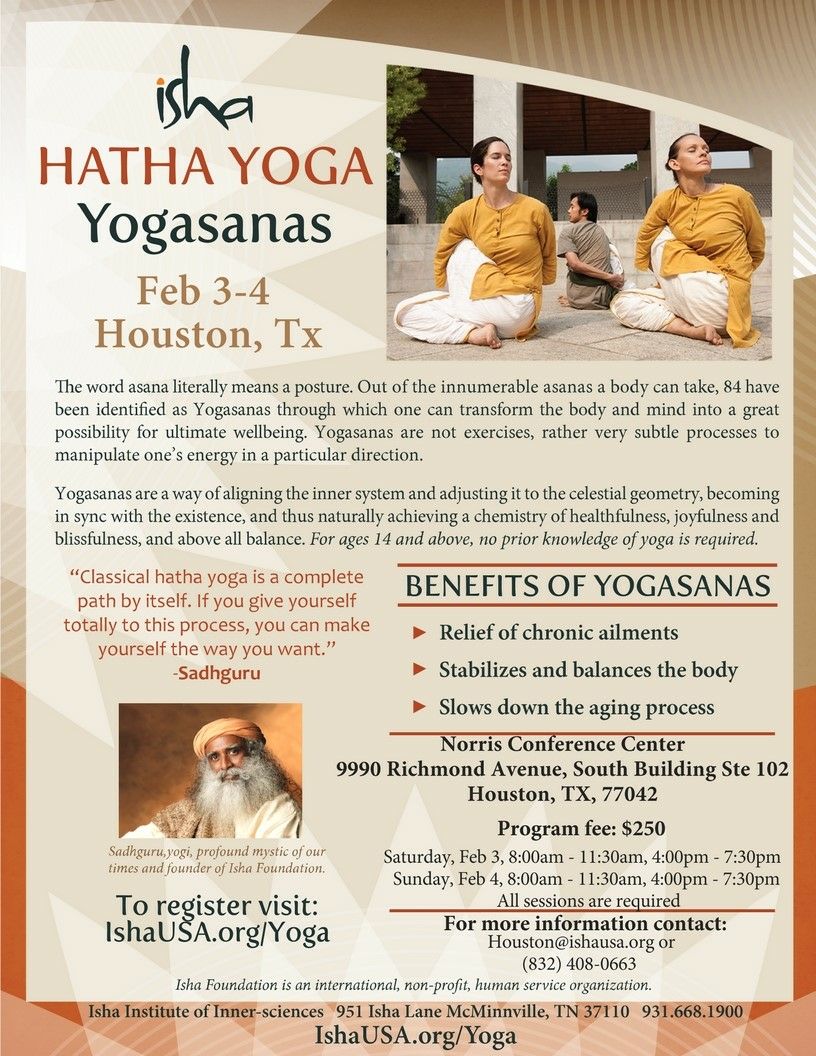 isha
HATHA YOGA
Yogasanas
Feb 3-4
Houston, Tx
The word asana literally means a posture. Out of the innumerable asanas a body can take, 84 have
been identified as Yogasanas through which one can transform the body and mind into a great
possibility for ultimate wellbeing. Yogasanas are not exercises, rather very subtle processes to
manipulate one's energy in a particular direction.
Yogasanas are a way of aligning the inner system and adjusting it to the celestial geometry, becoming
in sync with the existence, and thus naturally achieving a chemistry of healthfulness, joyfulness and
blissfulness, and above all balance. For ages 14 and above, no prior knowledge of yoga is required.
“Classical hatha yoga is a complete
path by itself. If you give yourself
totally to this process, you can make
yourself the way you want.”
-Sadhguru
Sadhguru,yogi, profound mystic of our
times and founder of Isha Foundation.
To register visit:
IshaUSA.org/Yoga
BENEFITS OF YOGASANAS
► Relief of chronic ailments
► Stabilizes and balances the body
► Slows down the aging process
Norris Conference Center
9990 Richmond Avenue, South Building Ste 102
Houston, TX, 77042
Program fee: $250
Saturday, Feb 3, 8:00am - 11:30am, 4:00pm - 7:30pm
Sunday, Feb 4, 8:00am - 11:30am, 4:00pm - 7:30pm
All sessions are required
For more information contact:
Houston@ishausa.org or
(832) 408-0663
Isha Foundation is an international, non-profit, human service organization.
Isha Institute of Inner-sciences 951 Isha Lane McMinnville, TN 37110 931.668.1900
IshaUSA.org/Yoga